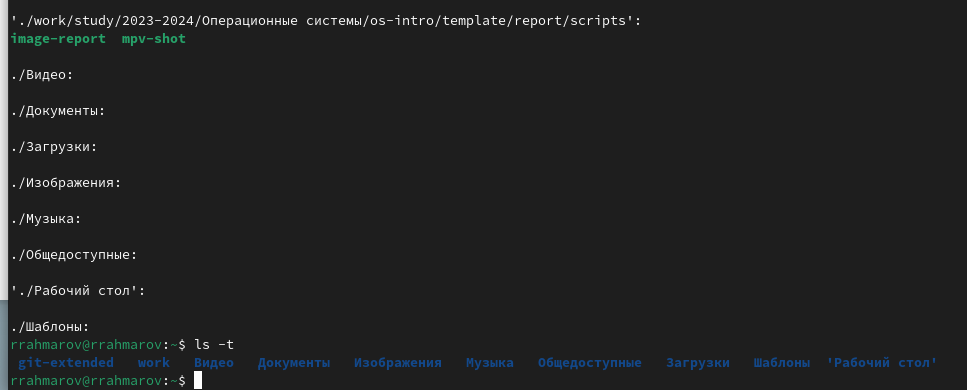 './work/study/2023-2024/Операционные системы/os-intro/template/report/scripts':
image-report mpv-shot
./Видео:
./Документы:
./Загрузки:
./Изображения:
./Музыка:
./Общедоступные:
'./Рабочий стол':
./Шаблоны:
rrahmarov@rrahmarov:~$ ls -t
git-extended work Видео Документы Изображения Музыка Общедоступные Загрузки Шаблоны 'Рабочий стол'
rrahmarov@rrahmarov:~$